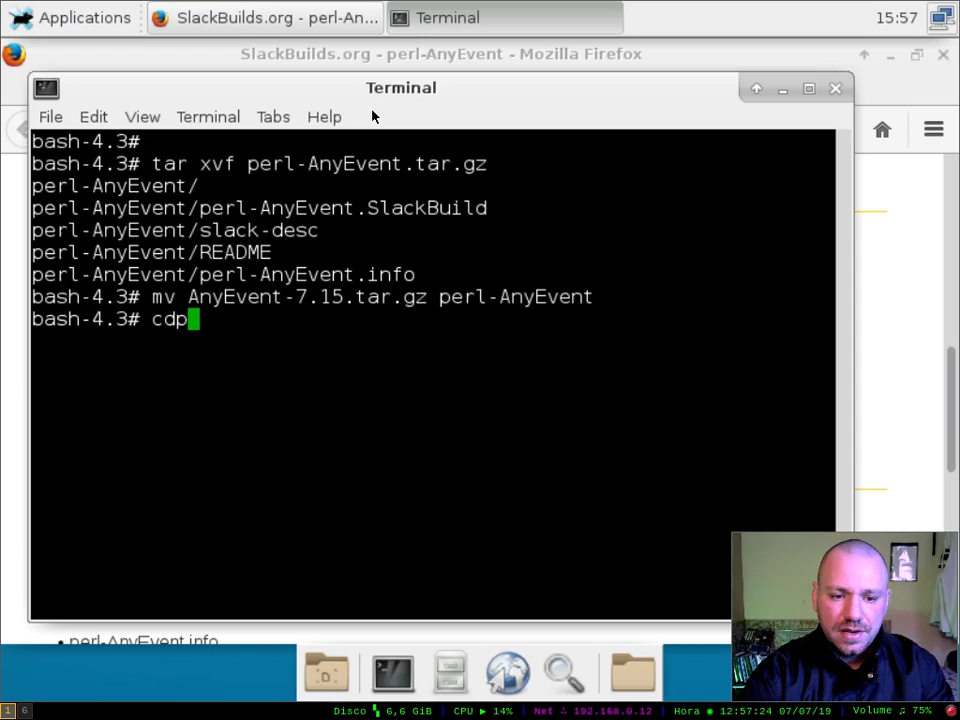 Applications
SlackBuilds.org - perl-An...
Terminal
15:57
SlackBuilds.org - perl-AnyEvent - Mozilla Firefox
Terminal
File Edit View Terminal Tabs Help
bash-4.3#
bash-4.3# tar xvf perl-AnyEvent.tar.gz
perl-AnyEvent/
perl-AnyEvent/perl-AnyEvent.SlackBuild
perl-AnyEvent/slack-desc
perl-AnyEvent/README
perl-AnyEvent/perl-AnyEvent.info
bash-4.3# mv AnyEvent-7.15.tar.gz perl-AnyEvent
bash-4.3# cdp
• perl-AnyEvent.info
1 6 Disco 6,6 GiB | CPU ▶ 14% | Net 192.168.0.12 | Hora 12:57:24 07/07/19 | Volume ♫ 75%